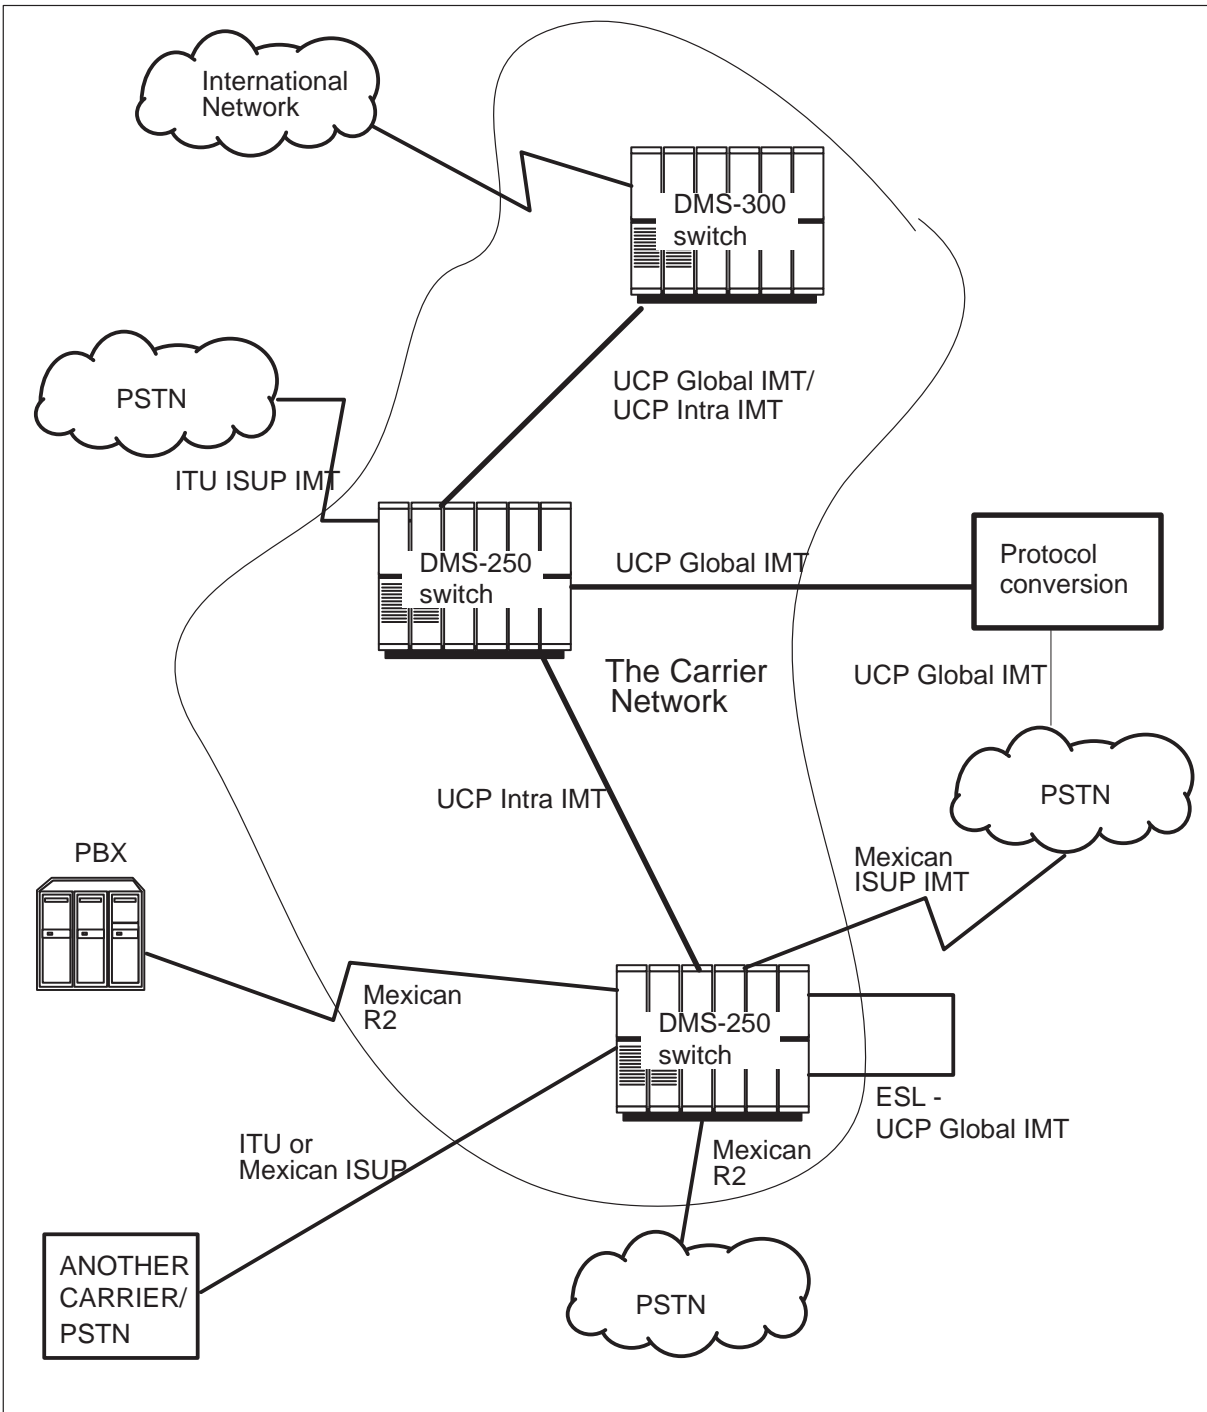 International
Network
DMS-300
switch
UCP Global IMT/
UCP Intra IMT
PSTN
ITU ISUP IMT
DMS-250
switch
UCP Global IMT
Protocol
conversion
The Carrier
Network
UCP Global IMT
PSTN
UCP Intra IMT
Mexican
ISUP IMT
PBX
Mexican
R2
DMS-250
switch
ESL -
UCP Global IMT
ITU or
Mexican ISUP
Mexican
R2
ANOTHER
CARRIER/
PSTN
PSTN